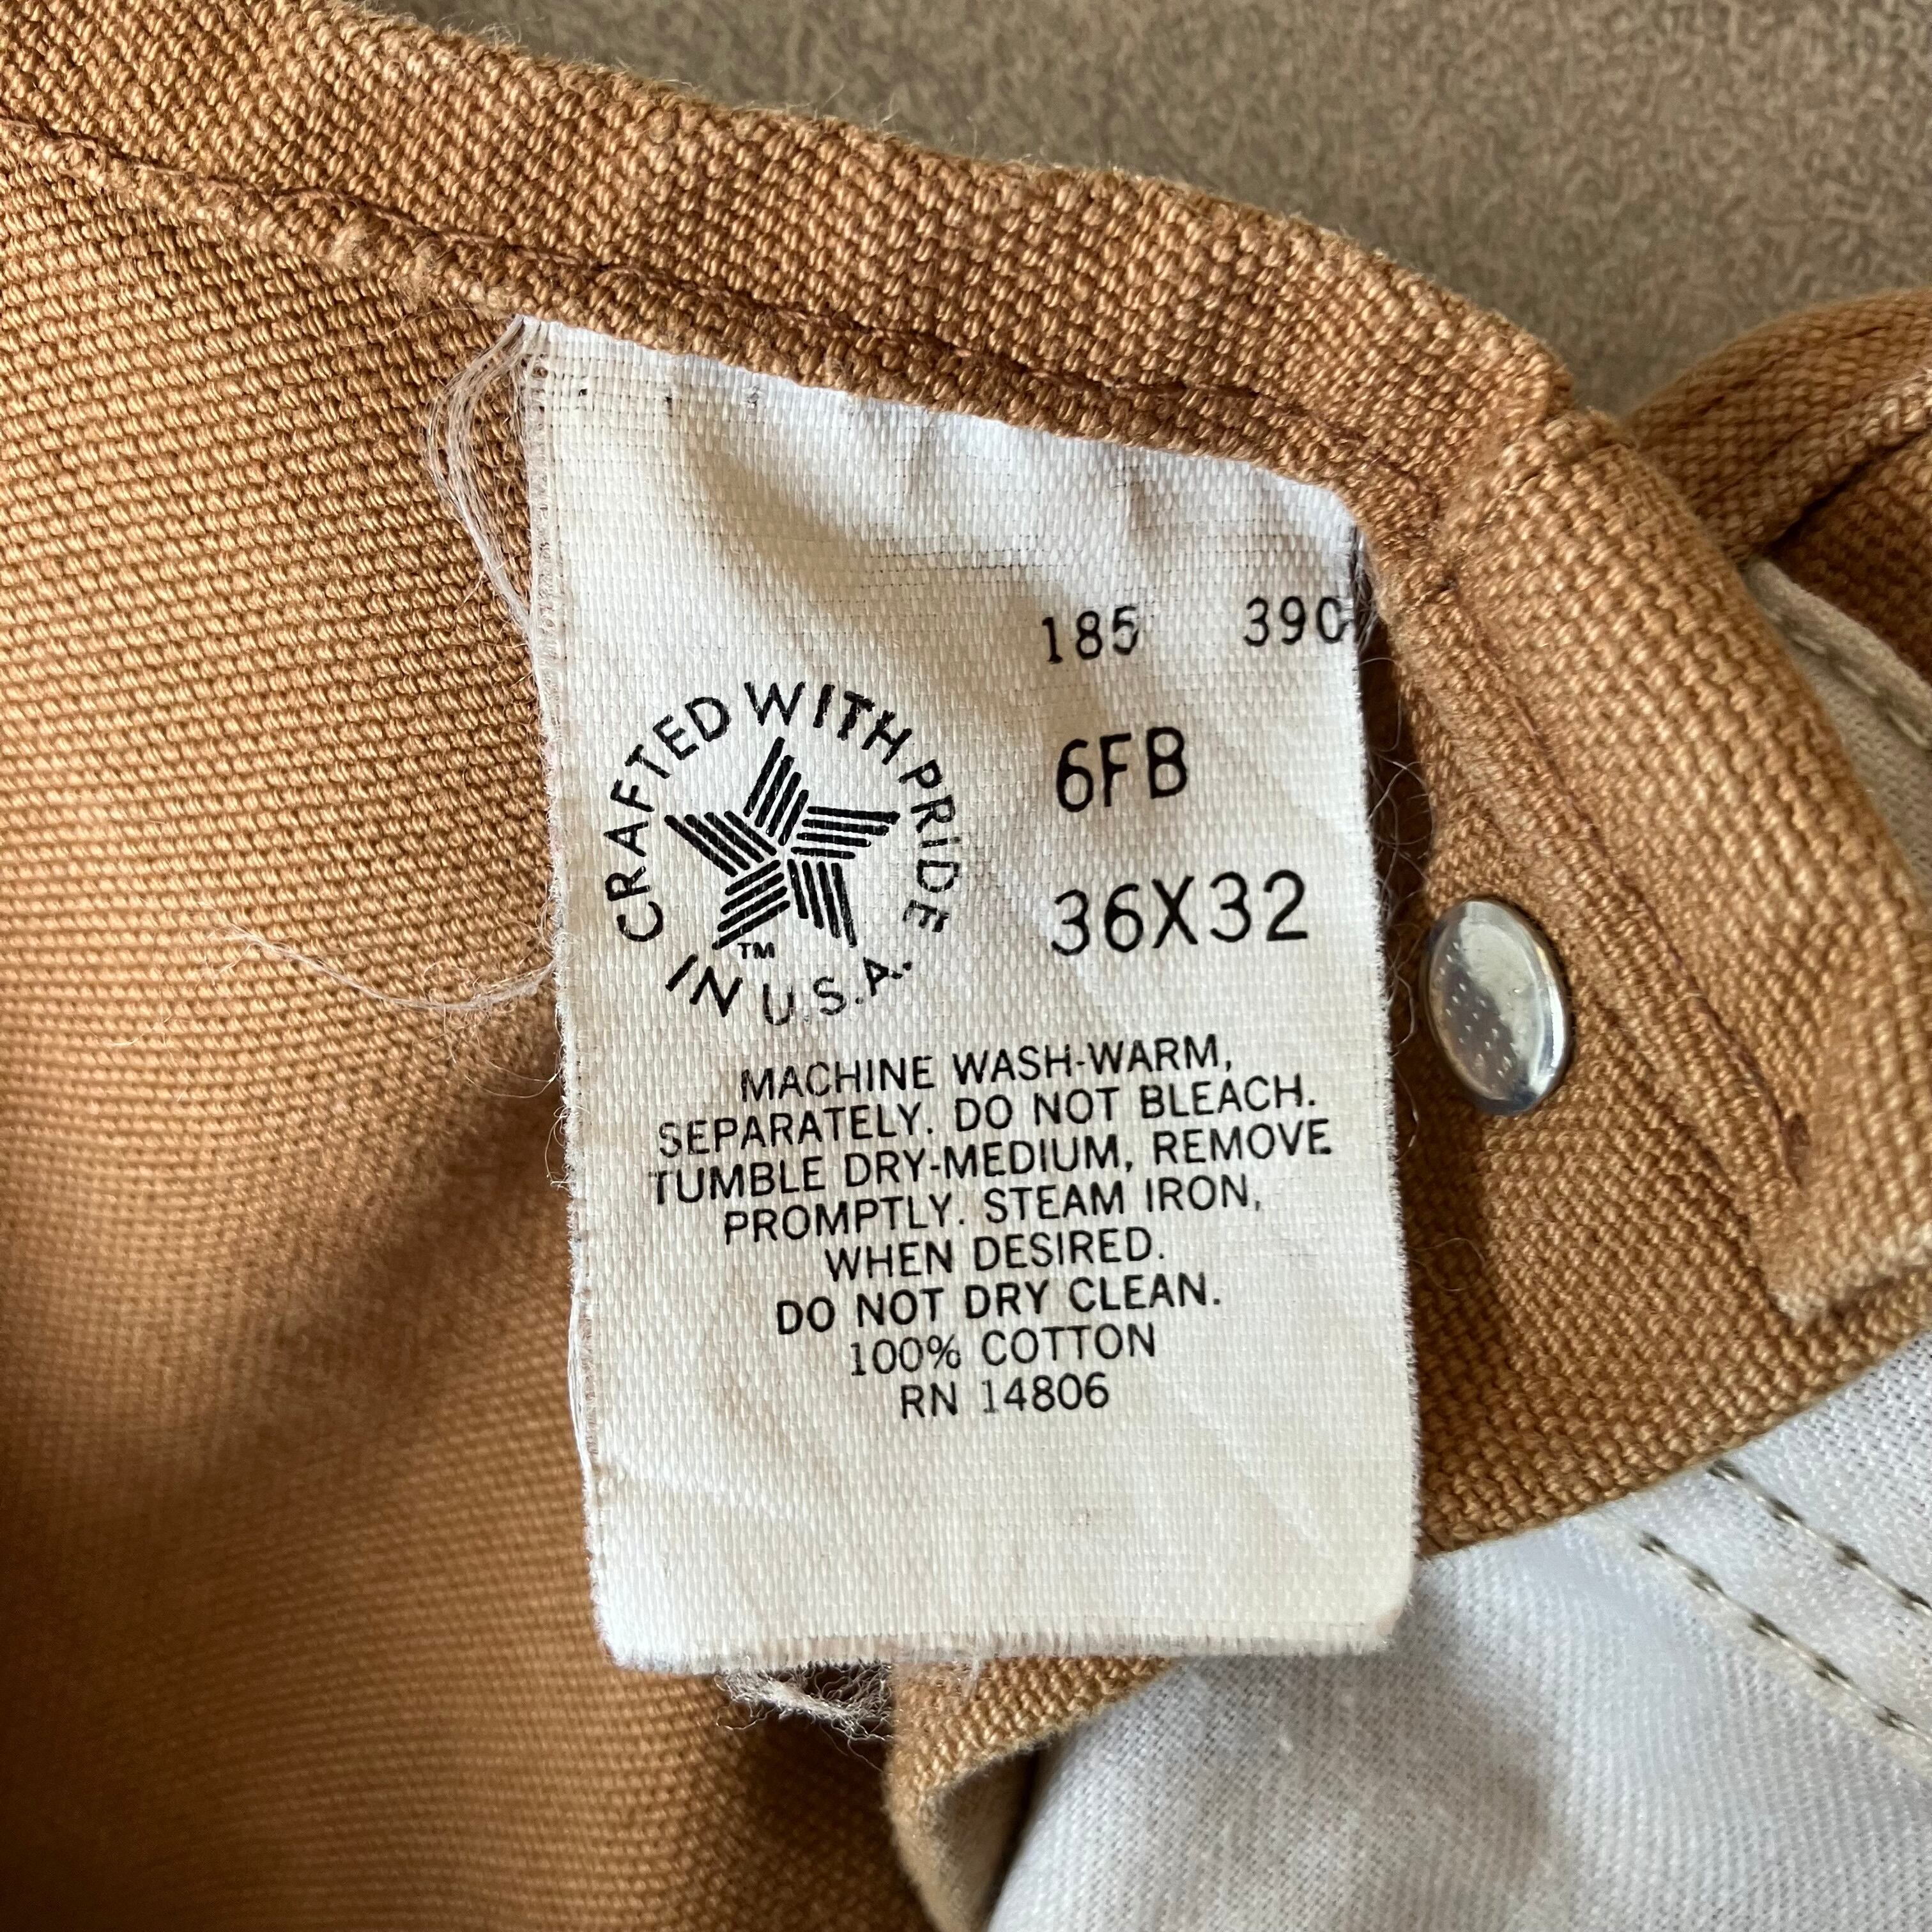 185 390
CRAFTED WITH PRIDE
IN U.S.A.
TM
6FB
36X32
MACHINE WASH-WARM,
SEPARATELY. DO NOT BLEACH.
TUMBLE DRY-MEDIUM, REMOVE
PROMPTLY. STEAM IRON,
WHEN DESIRED.
DO NOT DRY CLEAN.
100% COTTON
RN 14806